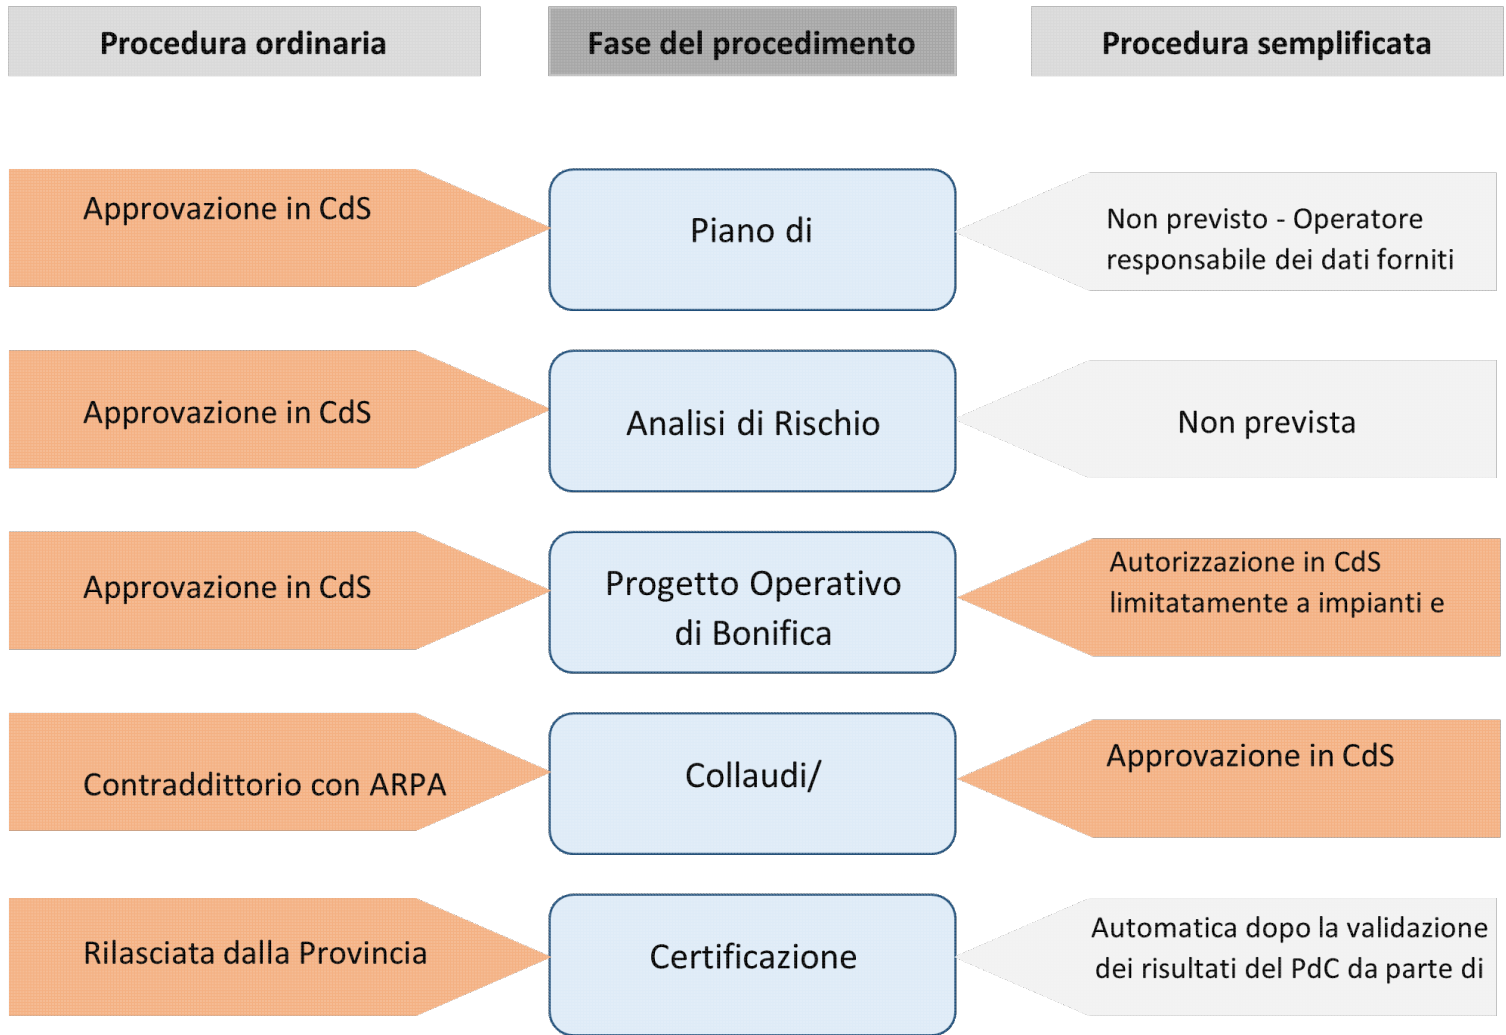 Procedura ordinaria
Fase del procedimento
Procedura semplificata
Approvazione in CdS
Piano di
Non previsto - Operatore
responsabile dei dati forniti
Approvazione in CdS
Analisi di Rischio
Non prevista
Approvazione in CdS
Progetto Operativo
di Bonifica
Autorizzazione in CdS
limitatamente a impianti e
Contraddittorio con ARPA
Collaudi/
Approvazione in CdS
Rilasciata dalla Provincia
Certificazione
Automatica dopo la validazione
dei risultati del PdC da parte di